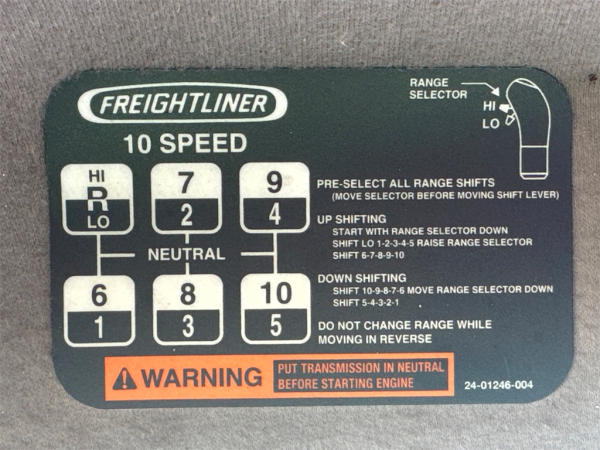 FREIGHTLINER
10 SPEED
RANGE
SELECTOR
HI
LO
HI
R
LO
7
2
9
4
NEUTRAL
6
1
8
3
10
5
PRE-SELECT ALL RANGE SHIFTS
(MOVE SELECTOR BEFORE MOVING SHIFT LEVER)
UP SHIFTING
START WITH RANGE SELECTOR DOWN
SHIFT LO 1-2-3-4-5 RAISE RANGE SELECTOR
SHIFT 6-7-8-9-10
DOWN SHIFTING
SHIFT 10-9-8-7-6 MOVE RANGE SELECTOR DOWN
SHIFT 5-4-3-2-1
DO NOT CHANGE RANGE WHILE
MOVING IN REVERSE
WARNING
PUT TRANSMISSION IN NEUTRAL
BEFORE STARTING ENGINE
24-01246-004